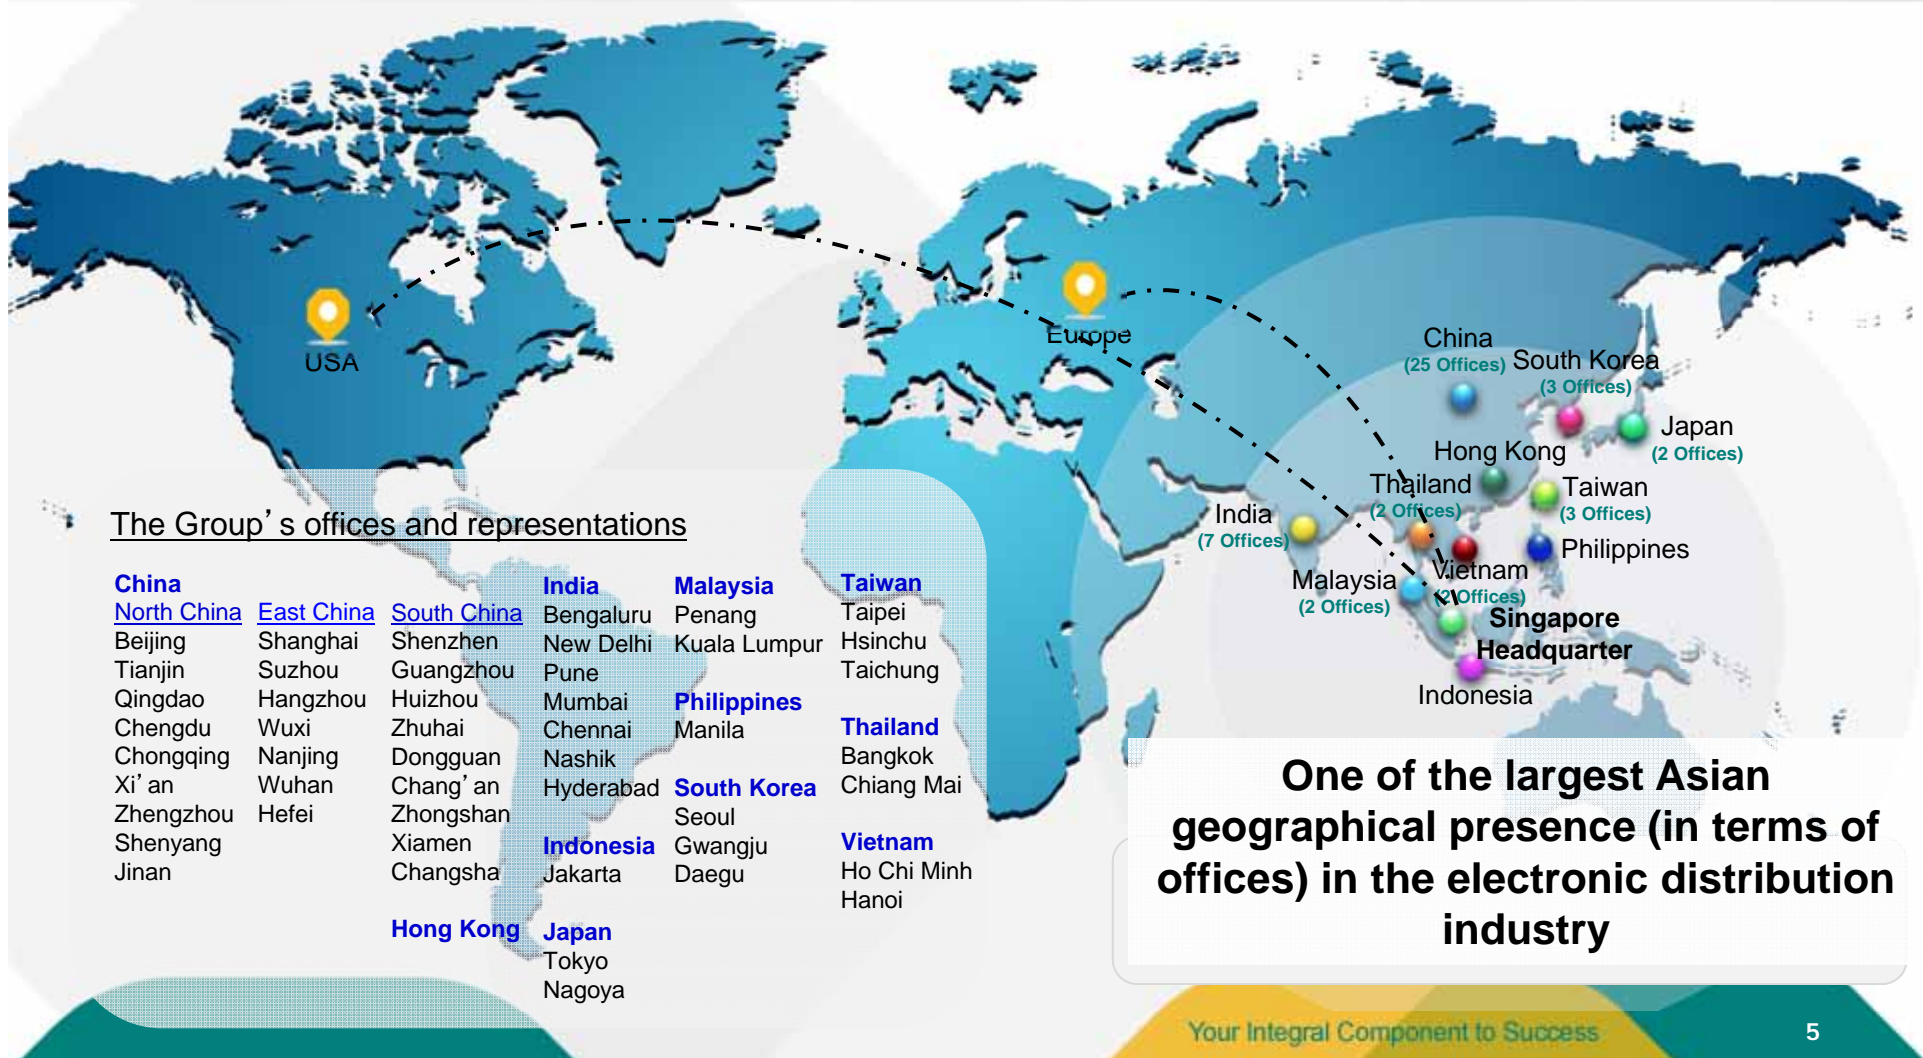 USA
Europe
China
(25 Offices)
South Korea
(3 Offices)
Japan
(2 Offices)
Hong Kong
Thailand
(2 Offices)
Taiwan
(3 Offices)
India
(7 Offices)
Philippines
Malaysia
(2 Offices)
Vietnam
(2 Offices)
Singapore
Headquarter
Indonesia
The Group’s offices and representations
China
North China
Beijing
Tianjin
Qingdao
Chengdu
Chongqing
Xi’an
Zhengzhou
Shenyang
Jinan
East China
Shanghai
Suzhou
Hangzhou
Wuxi
Nanjing
Wuhan
Hefei
South China
Shenzhen
Guangzhou
Huizhou
Zhuhai
Dongguan
Chang’an
Zhongshan
Xiamen
Changsha
Hong Kong
India
Bengaluru
New Delhi
Pune
Mumbai
Chennai
Nashik
Hyderabad
Indonesia
Jakarta
Japan
Tokyo
Nagoya
Malaysia
Penang
Kuala Lumpur
Philippines
Manila
South Korea
Seoul
Gwangju
Daegu
Taiwan
Taipei
Hsinchu
Taichung
Thailand
Bangkok
Chiang Mai
Vietnam
Ho Chi Minh
Hanoi
One of the largest Asian
geographical presence (in terms of
offices) in the electronic distribution
industry
Your Integral Component to Success
5